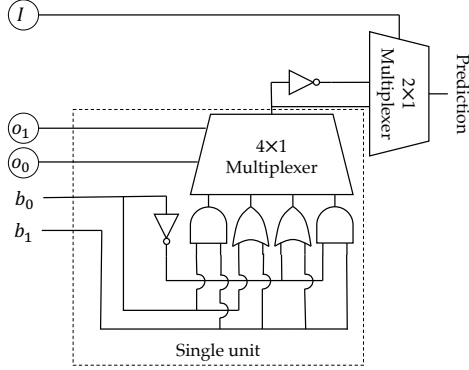 I
2×1
Multiplexer
Prediction
o₁
o₀
4×1
Multiplexer
b₀
b₁
Single unit